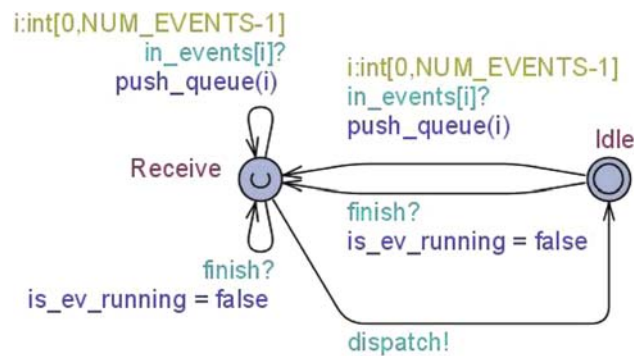 i:int[0,NUM_EVENTS-1]
in_events[i]?
push_queue(i)
i:int[0,NUM_EVENTS-1]
in_events[i]?
push_queue(i)
Idle
Receive
finish?
is_ev_running = false
finish?
is_ev_running = false
dispatch!